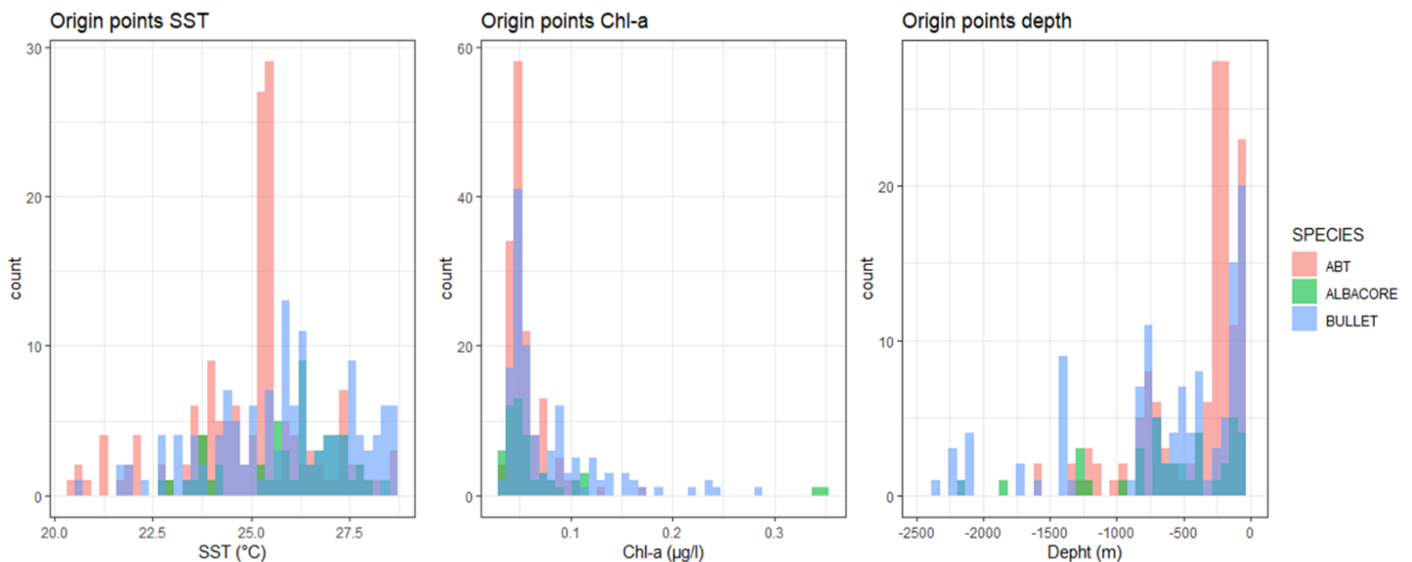 Origin points SST
Origin points Chl-a
Origin points depth
30
20
10
0
count
20.0
22.5
25.0
27.5
SST (°C)
60
40
20
0
count
0.1
0.2
0.3
Chl-a (µg/l)
20
10
0
count
-2500
-2000
-1500
-1000
-500
0
Depht (m)
SPECIES
ABT
ALBACORE
BULLET